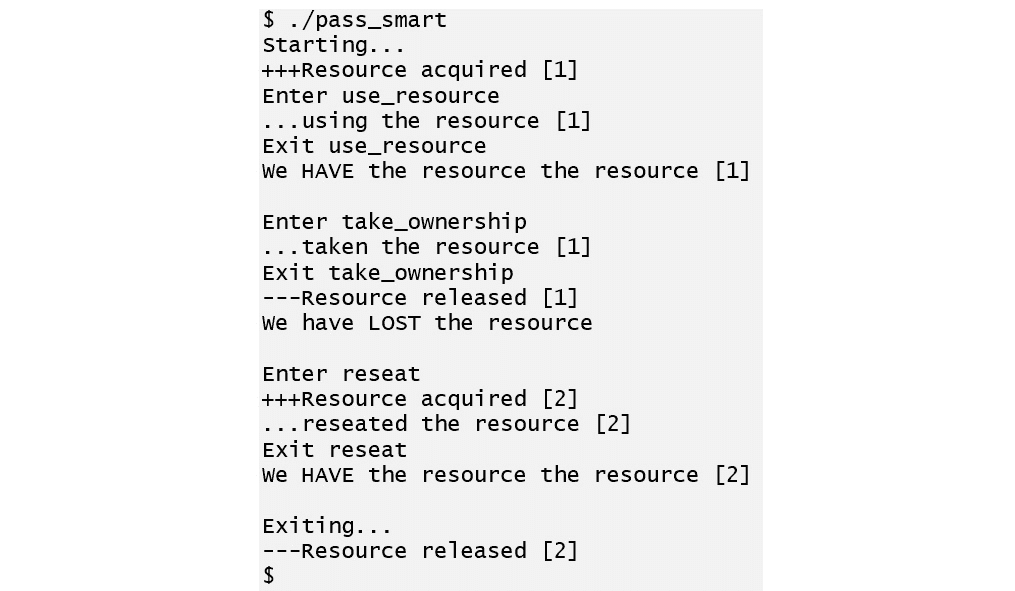 $ ./pass_smart
Starting...
+++Resource acquired [1]
Enter use_resource
...using the resource [1]
Exit use_resource
We HAVE the resource the resource [1]
Enter take_ownership
...taken the resource [1]
Exit take_ownership
---Resource released [1]
We have LOST the resource
Enter reseat
+++Resource acquired [2]
...reseated the resource [2]
Exit reseat
We HAVE the resource the resource [2]
Exiting...
---Resource released [2]
$